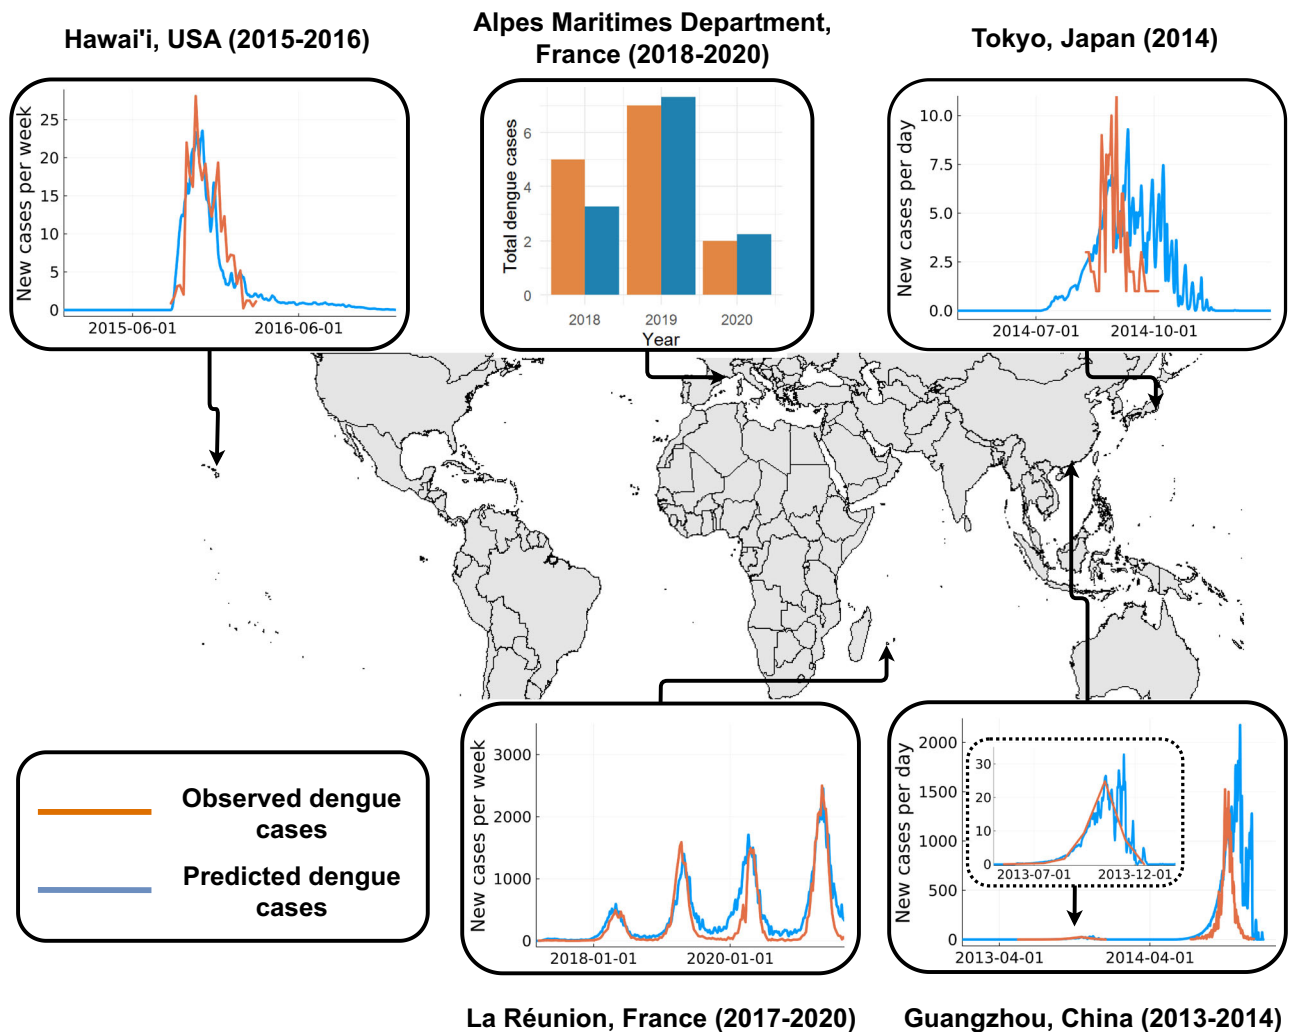 Hawai'i, USA (2015-2016)
Alpes Maritimes Department,
France (2018-2020)
Tokyo, Japan (2014)
New cases per week
25
20
15
10
5
0
2015-06-01
2016-06-01
Total dengue cases
6
4
2
0
2018
2019
2020
Year
New cases per day
10.0
7.5
5.0
2.5
0.0
2014-07-01
2014-10-01
Observed dengue
cases
Predicted dengue
cases
New cases per week
3000
2000
1000
0
2018-01-01
2020-01-01
New cases per day
2000
1500
1000
500
0
30
20
10
0
2013-07-01
2013-12-01
2013-04-01
2014-04-01
La Réunion, France (2017-2020)
Guangzhou, China (2013-2014)